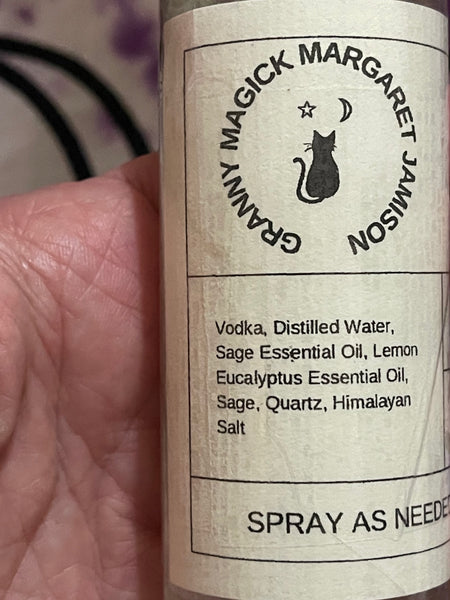 GRANNY MAGICK MARGARET JAMISON
Vodka, Distilled Water,
Sage Essential Oil, Lemon
Eucalyptus Essential Oil,
Sage, Quartz, Himalayan
Salt
SPRAY AS NEEDE